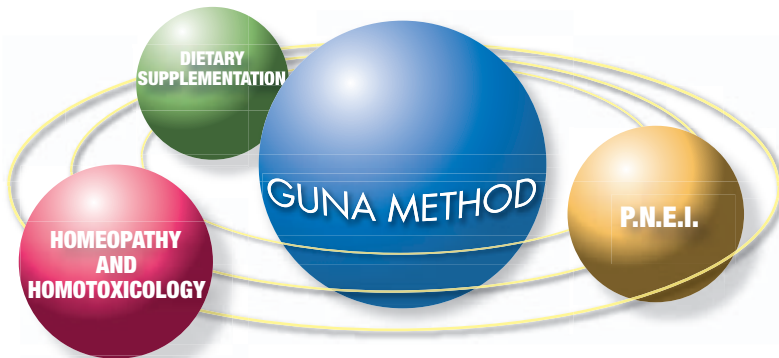 DIETARY
SUPPLEMENTATION
GUNA METHOD
P.N.E.I.
HOMEOPATHY
AND
HOMOTOXICOLOGY